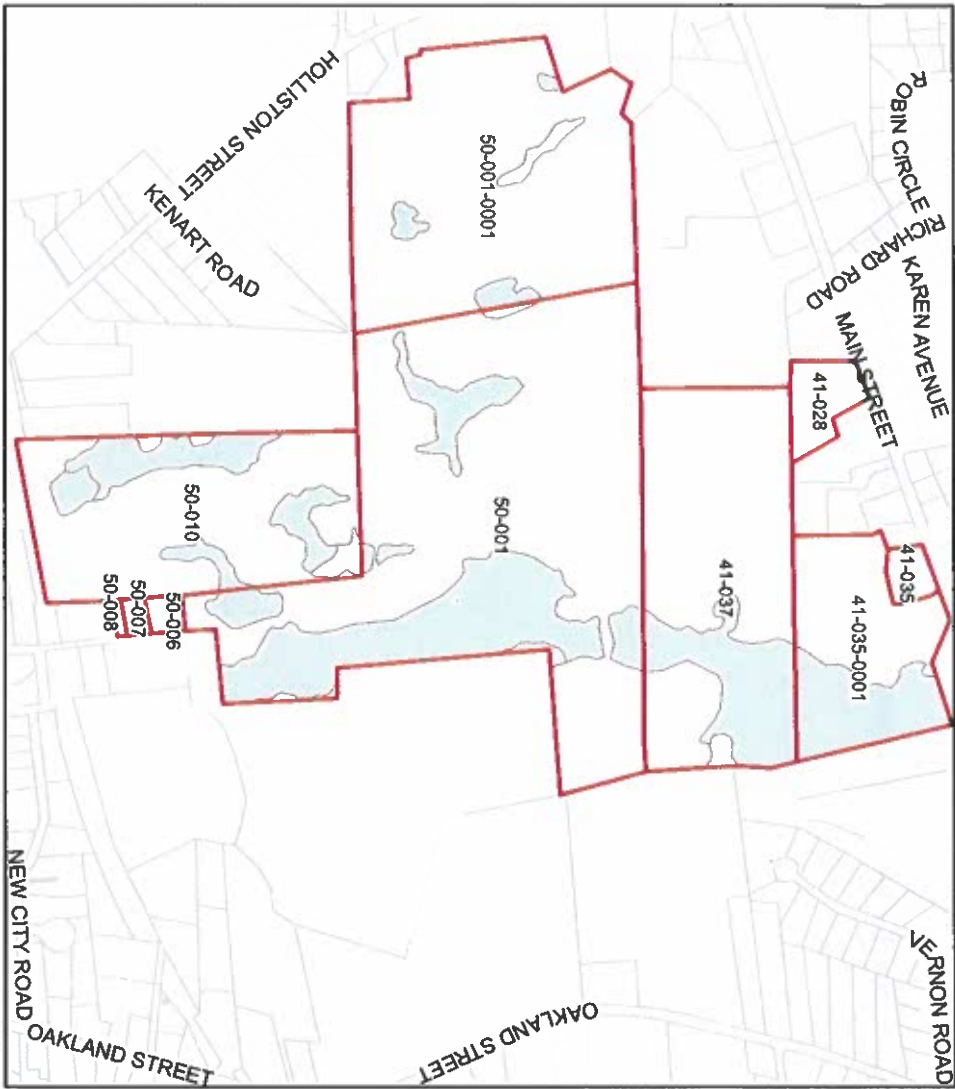 VERNON ROAD
KAREN AVENUE
RICHARD ROAD
ROBIN CIRCLE
MAIN STREET
41-035
41-035-0001
41-028
41-037
OAKLAND STREET
50-001
50-001-0001
HOLLISTON STREET
KENART ROAD
50-010
50-006
50-007
50-008
OAKLAND STREET
NEW CITY ROAD